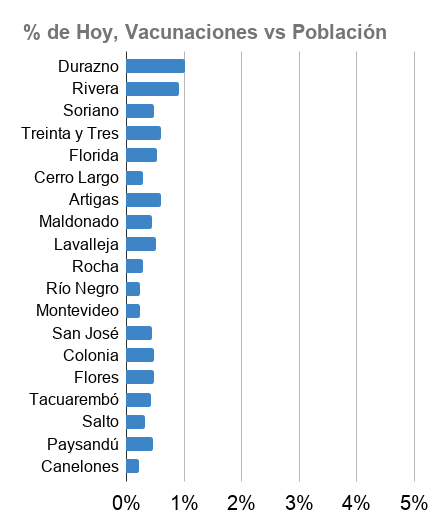 % de Hoy, Vacunaciones vs Población
Durazno
Rivera
Soriano
Treinta y Tres
Florida
Cerro Largo
Artigas
Maldonado
Lavalleja
Rocha
Río Negro
Montevideo
San José
Colonia
Flores
Tacuarembó
Salto
Paysandú
Canelones
0% 1% 2% 3% 4% 5%